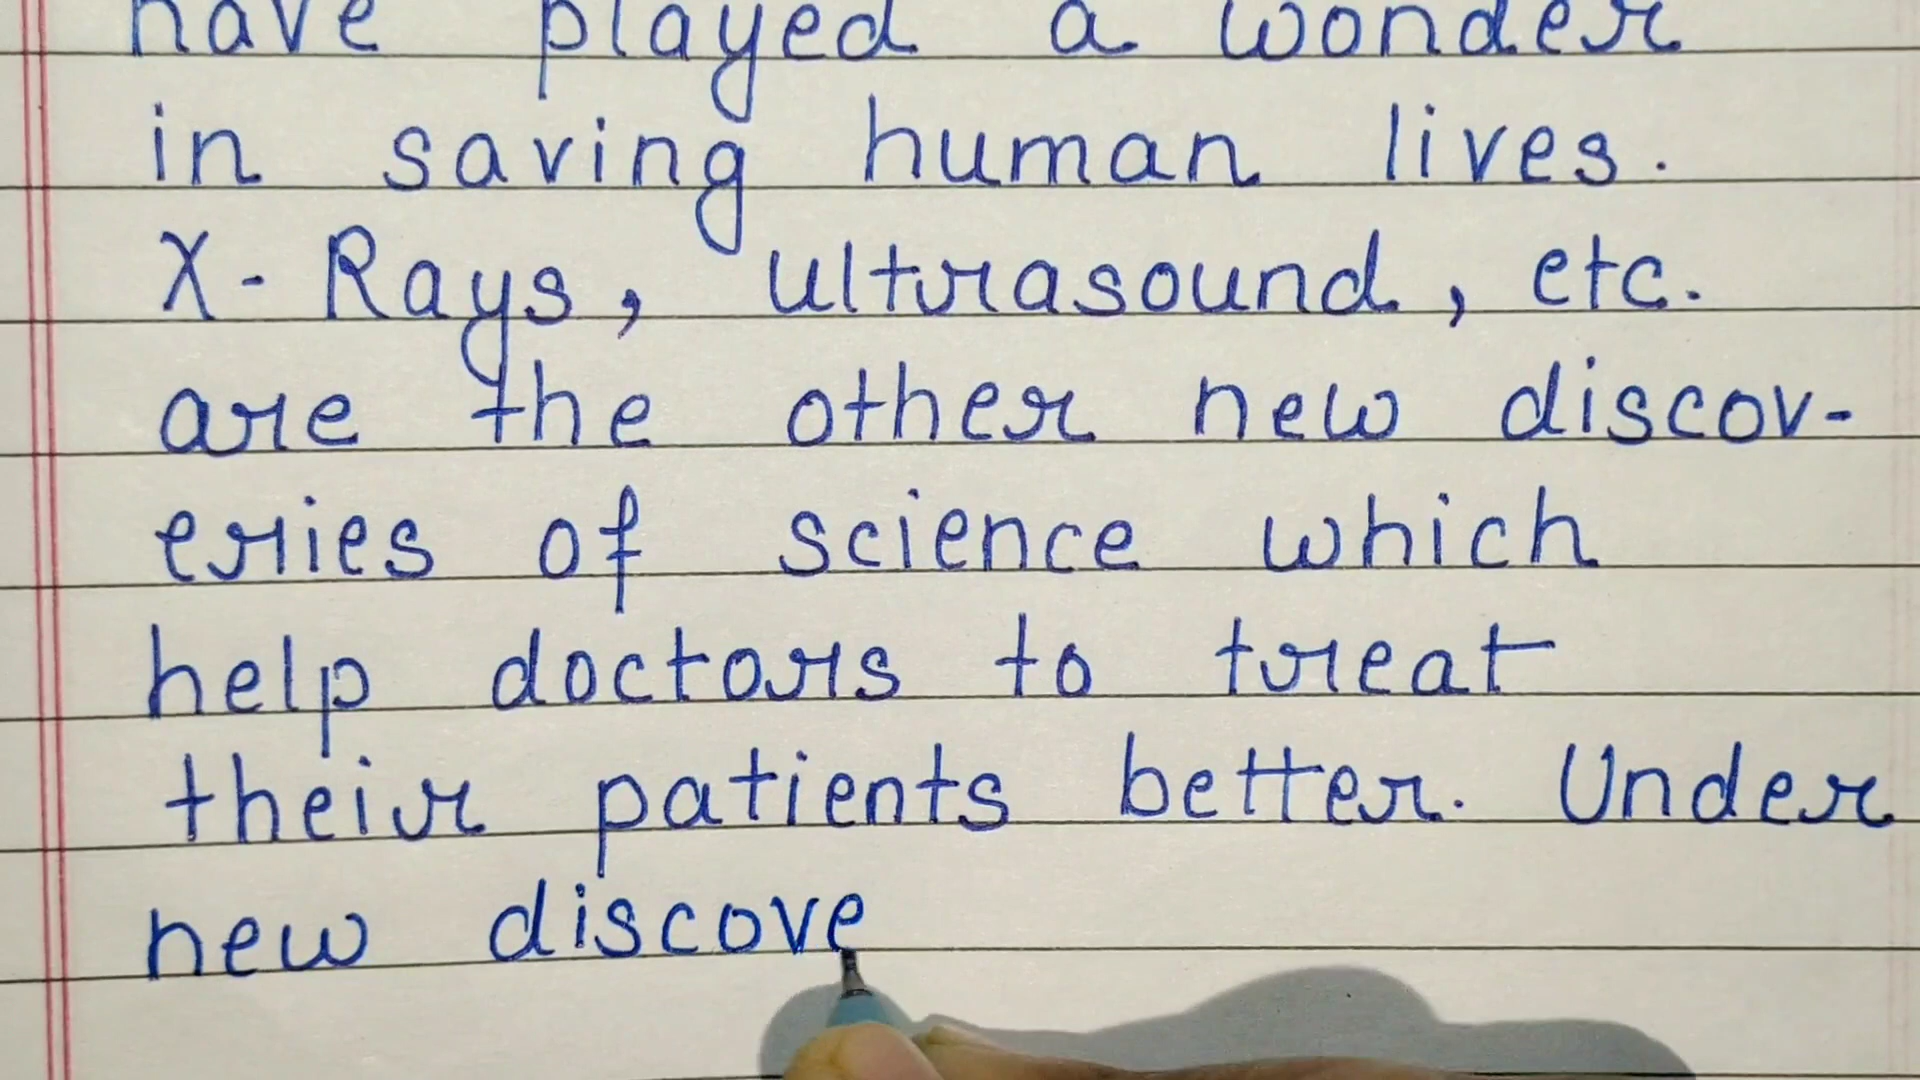 have played a wonder
in saving human lives.
X-Rays, ultrasound, etc.
are the other new discov-
eries of science which
help doctors to treat
their patients better. Under
new discove